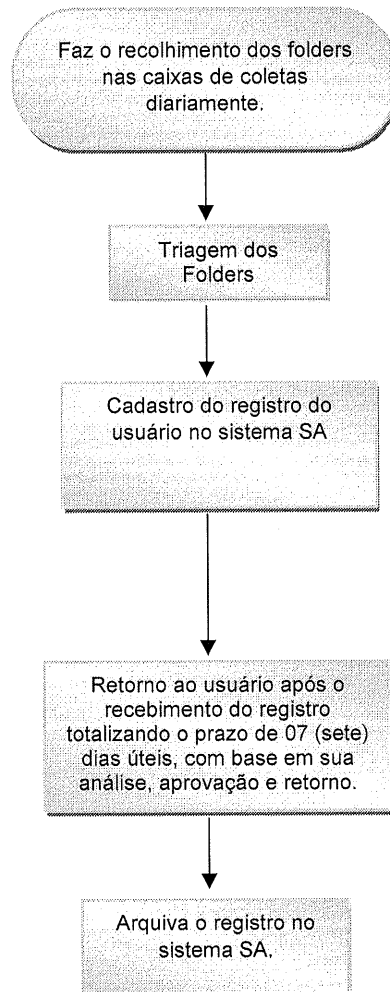 Faz o recolhimento dos folders
nas caixas de coletas
diariamente.
Triagem dos
Folders
Cadastro do registro do
usuário no sistema SA
Retorno ao usuário após o
recebimento do registro
totalizando o prazo de 07 (sete)
dias úteis, com base em sua
análise, aprovação e retorno.
Arquiva o registro no
sistema SA.